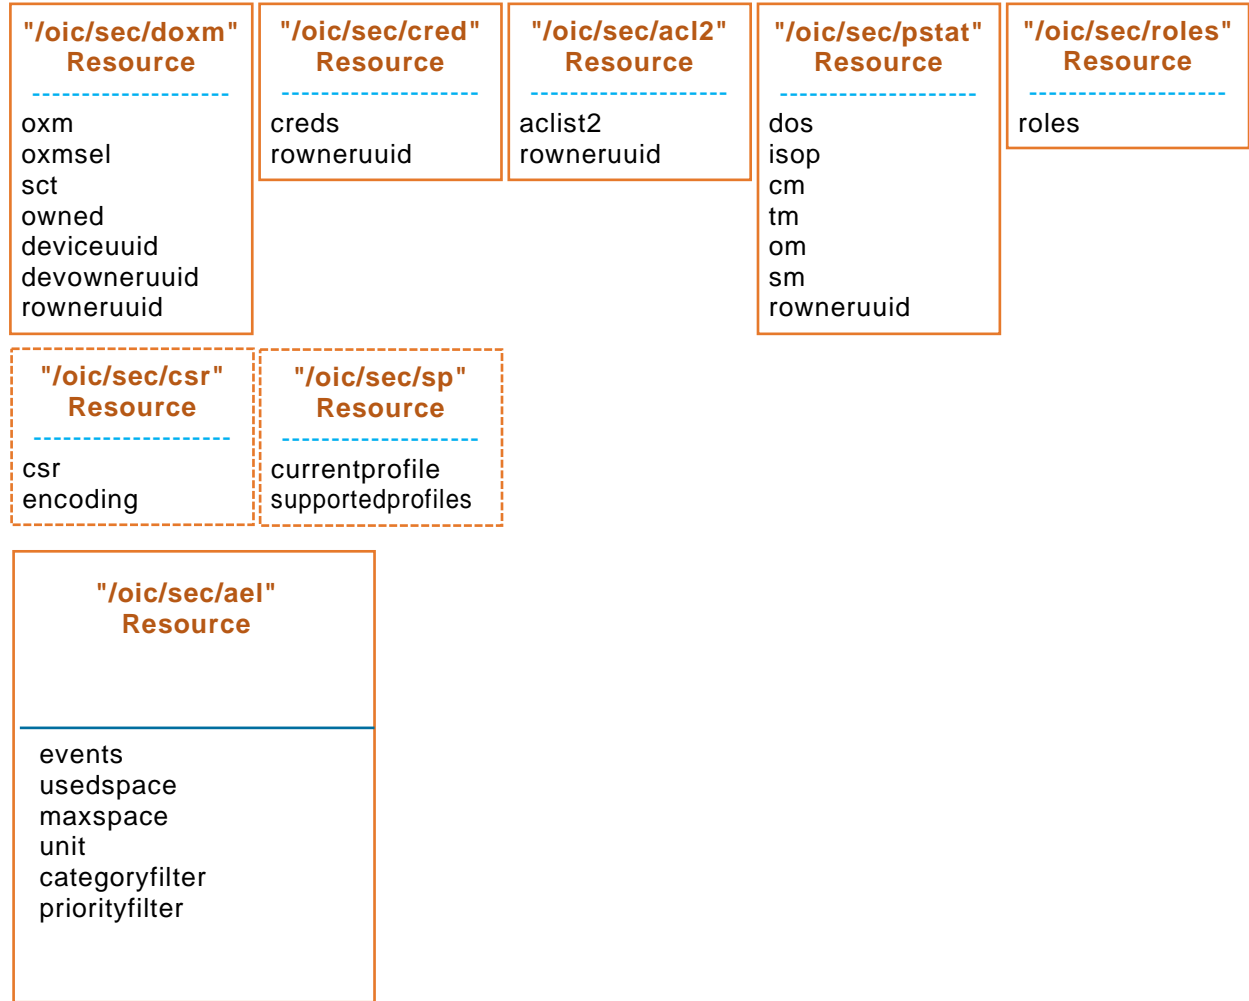 "/oic/sec/doxm"
Resource
oxm
oxmsel
sct
owned
deviceuuid
devowneruuid
rowneruuid
"/oic/sec/cred"
Resource
creds
rowneruuid
"/oic/sec/acl2"
Resource
aclist2
rowneruuid
"/oic/sec/pstat"
Resource
dos
isop
cm
tm
om
sm
rowneruuid
"/oic/sec/roles"
Resource
roles
"/oic/sec/csr"
Resource
csr
encoding
"/oic/sec/sp"
Resource
currentprofile
supportedprofiles
"/oic/sec/ael"
Resource
events
usedspace
maxspace
unit
categoryfilter
priorityfilter